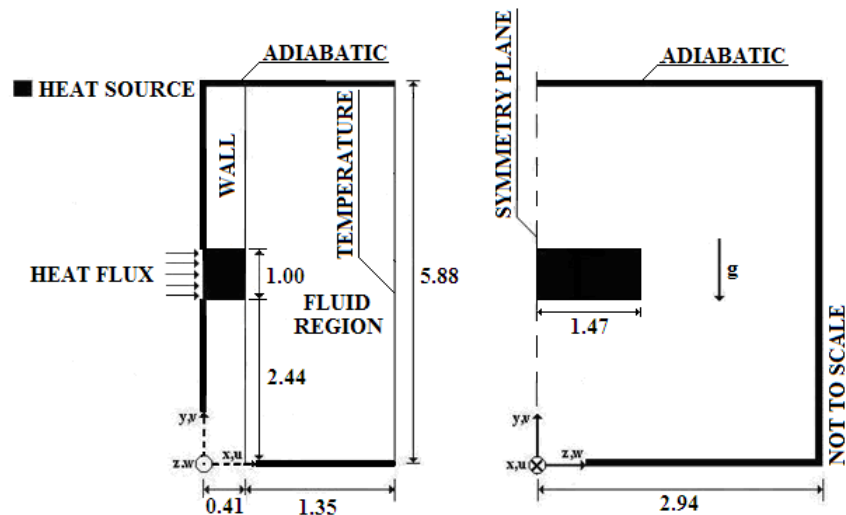 ADIABATIC
HEAT SOURCE
WALL
TEMPERATURE
HEAT FLUX
1.00
5.88
FLUID
REGION
2.44
y,v
z,w
x,u
0.41
1.35
ADIABATIC
SYMMETRY PLANE
g
1.47
NOT TO SCALE
y,v
x,u
z,w
2.94